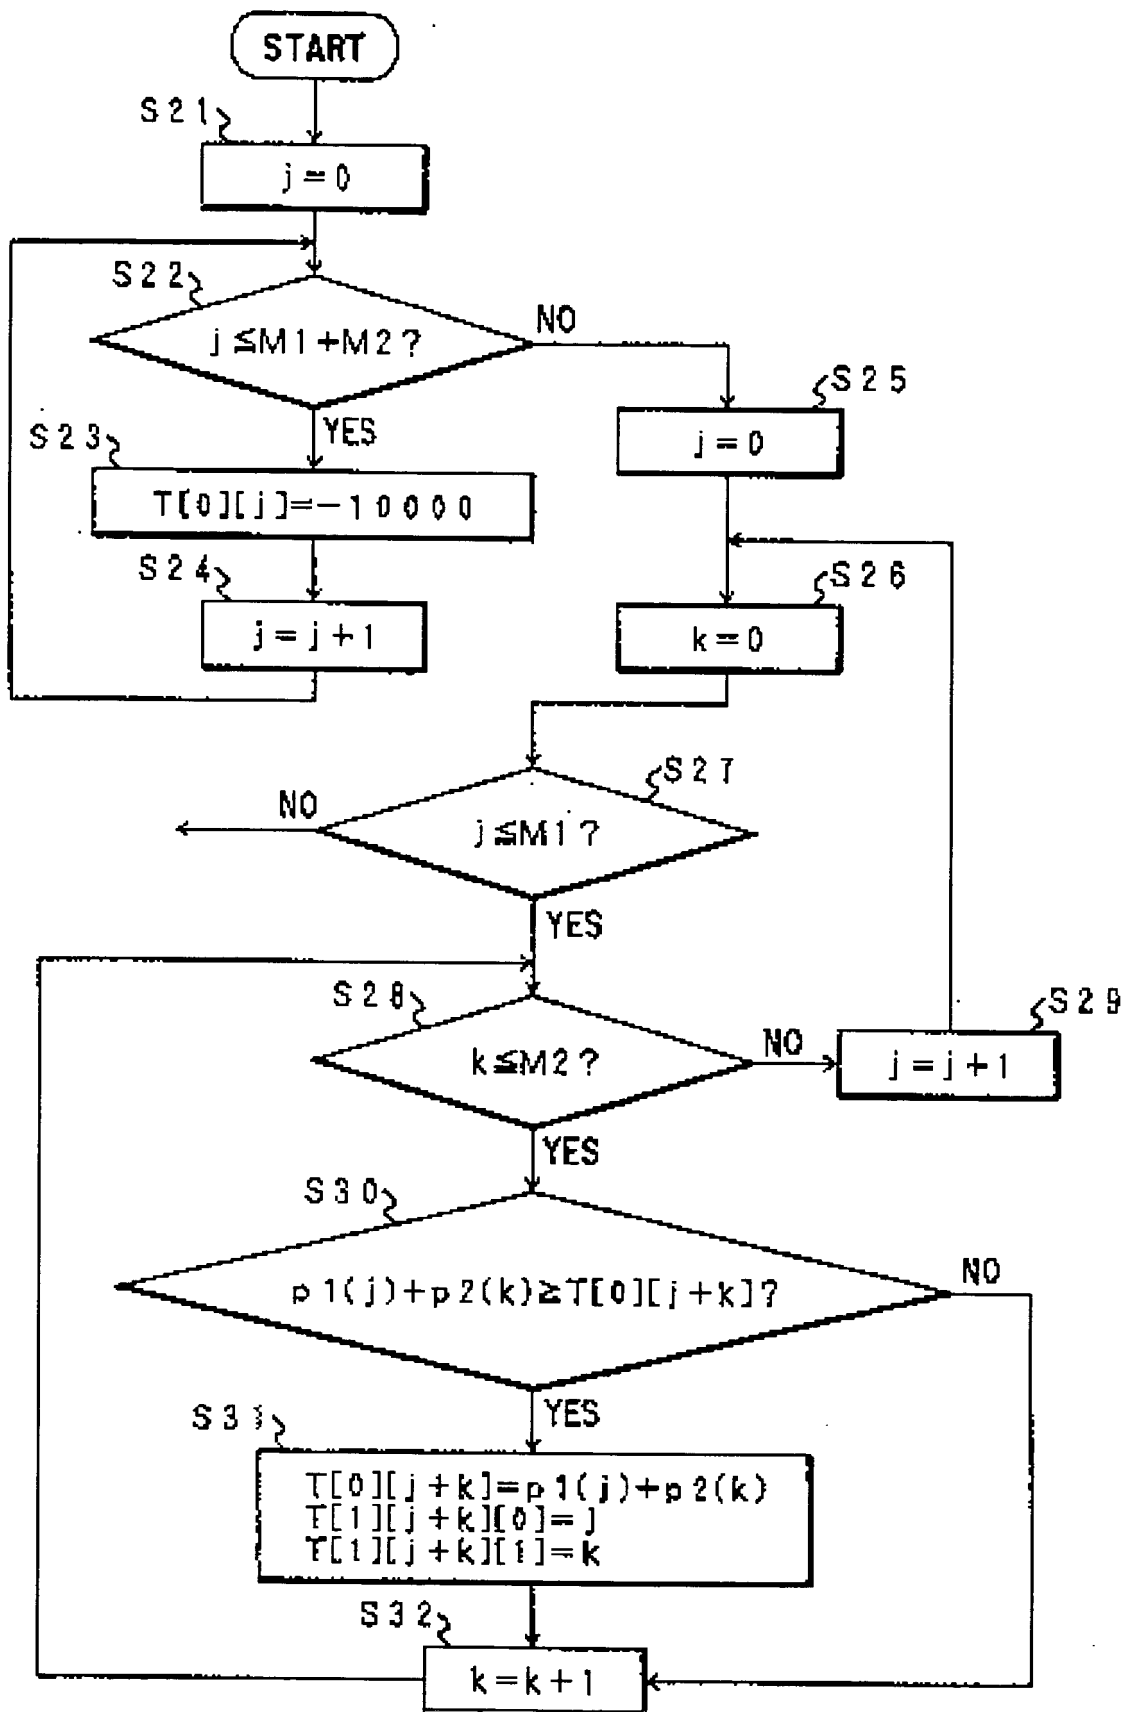 START
S21
j=0
S22
j≦M1+M2?
NO
YES
S23
T[0][j]=-10000
S24
j=j+1
S25
j=0
S26
k=0
S27
j≦M1?
NO
YES
S28
k≦M2?
NO
S29
j=j+1
YES
S30
p1(j)+p2(k)≧T[0][j+k]?
NO
YES
S31
T[0][j+k]=p1(j)+p2(k)
T[1][j+k][0]=j
T[1][j+k][1]=k
S32
k=k+1